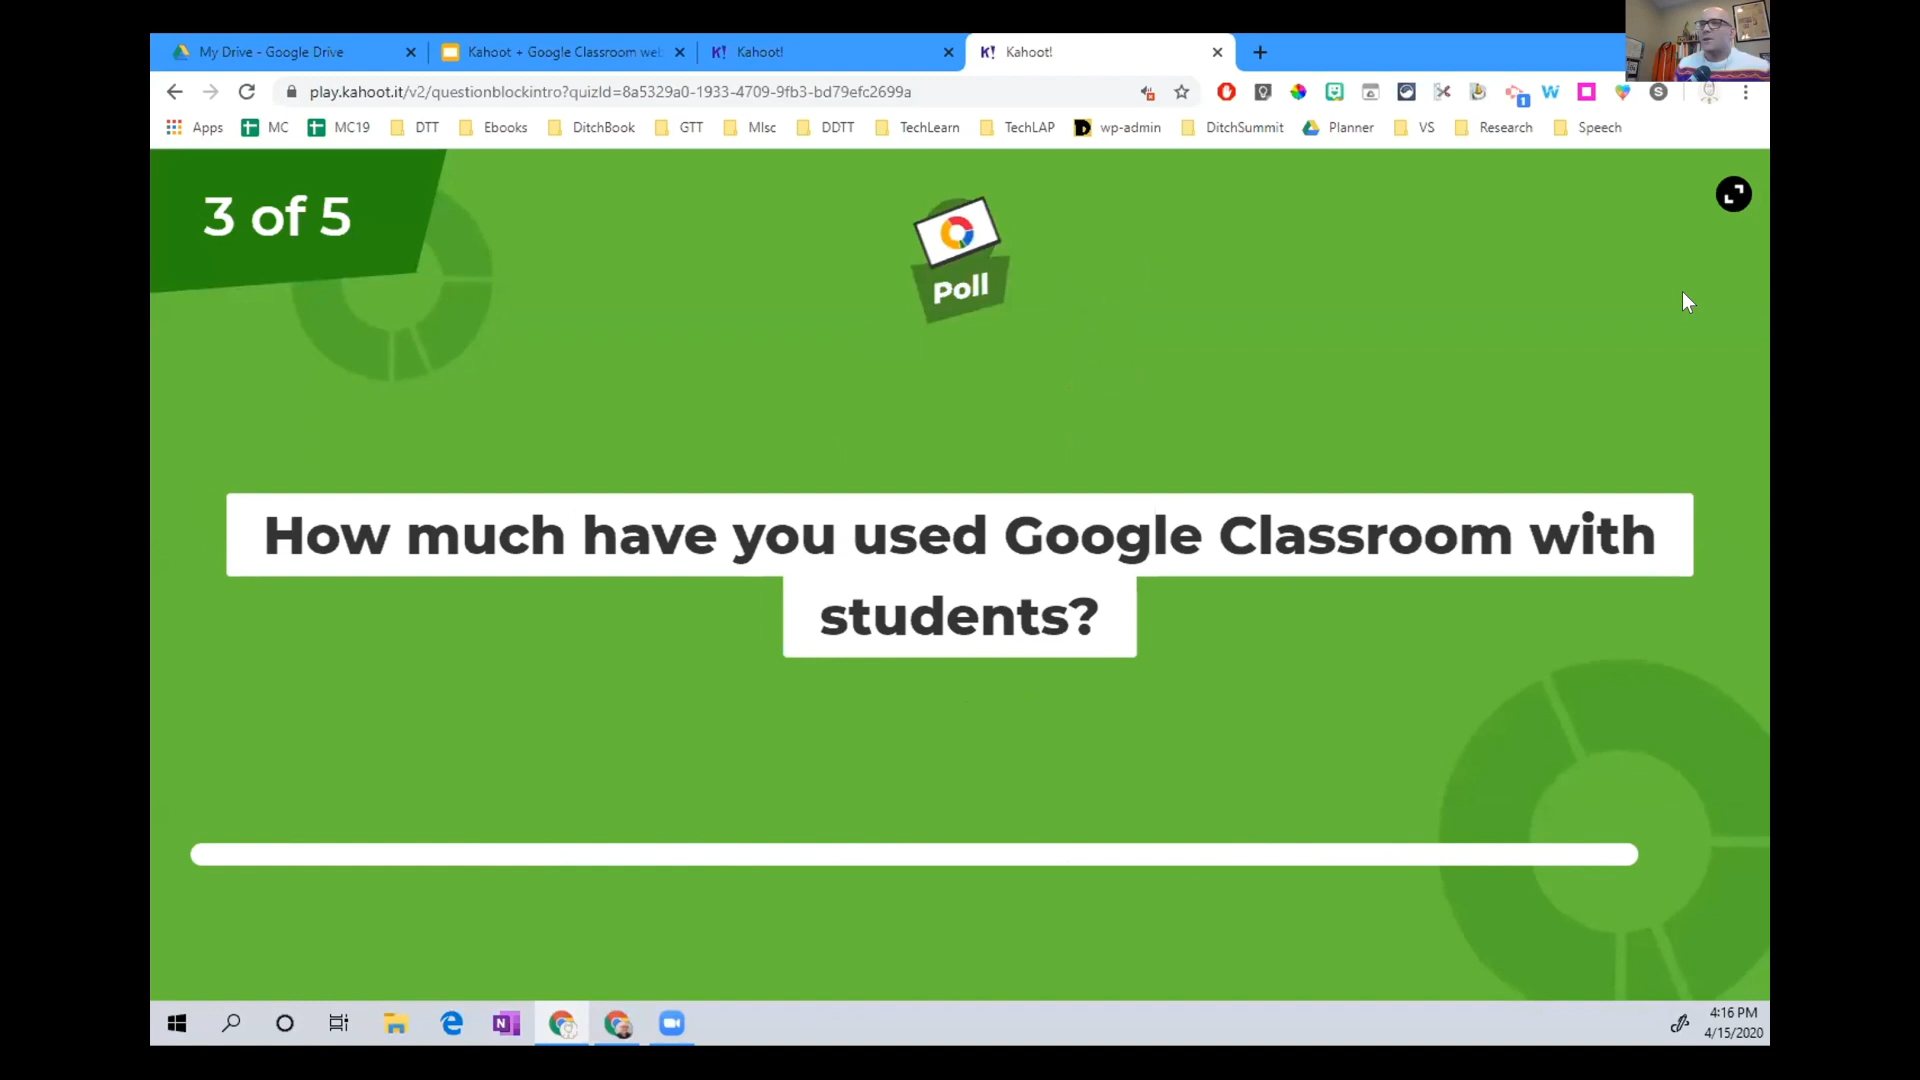 My Drive - Google Drive
Kahoot + Google Classroom we
K! Kahoot!
K! Kahoot!
play.kahoot.it/v2/questionblockintro?quizId=8a5329a0-1933-4709-9fb3-bd79efc2699a
1
W
S
Apps
MC
MC19
DTT
Ebooks
DitchBook
GTT
MIsc
DDTT
TechLearn
TechLAP
D wp-admin
DitchSummit
Planner
VS
Research
Speech
3 of 5
Poll
How much have you used Google Classroom with
students?
N
4:16 PM
4/15/2020